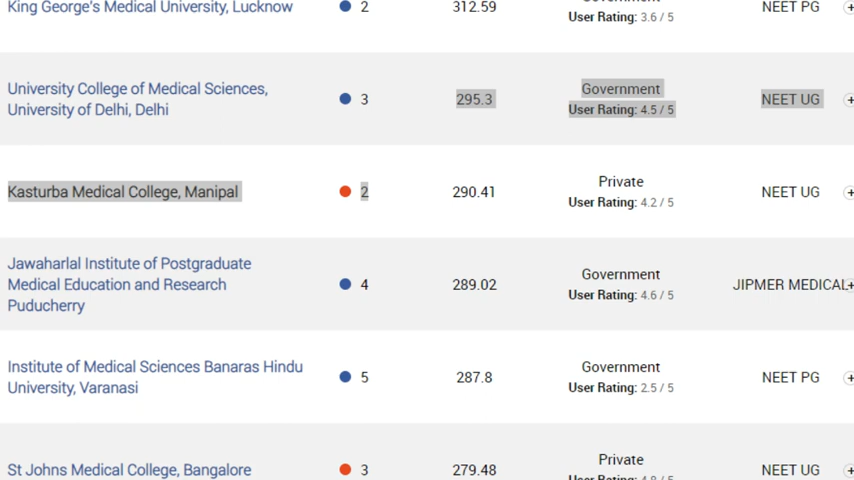 King George's Medical University, Lucknow 2 312.59 NEET PG
User Rating: 3.6 / 5
University College of Medical Sciences,
University of Delhi, Delhi
3 295.3 Government NEET UG
User Rating: 4.5 / 5
Kasturba Medical College, Manipal 2 290.41 Private NEET UG
User Rating: 4.2 / 5
Jawaharlal Institute of Postgraduate
Medical Education and Research
Puducherry
4 289.02 Government JIPMER MEDICAL
User Rating: 4.6 / 5
Institute of Medical Sciences Banaras Hindu
University, Varanasi
5 287.8 Government NEET PG
User Rating: 2.5 / 5
St Johns Medical College, Bangalore 3 279.48 Private NEET UG